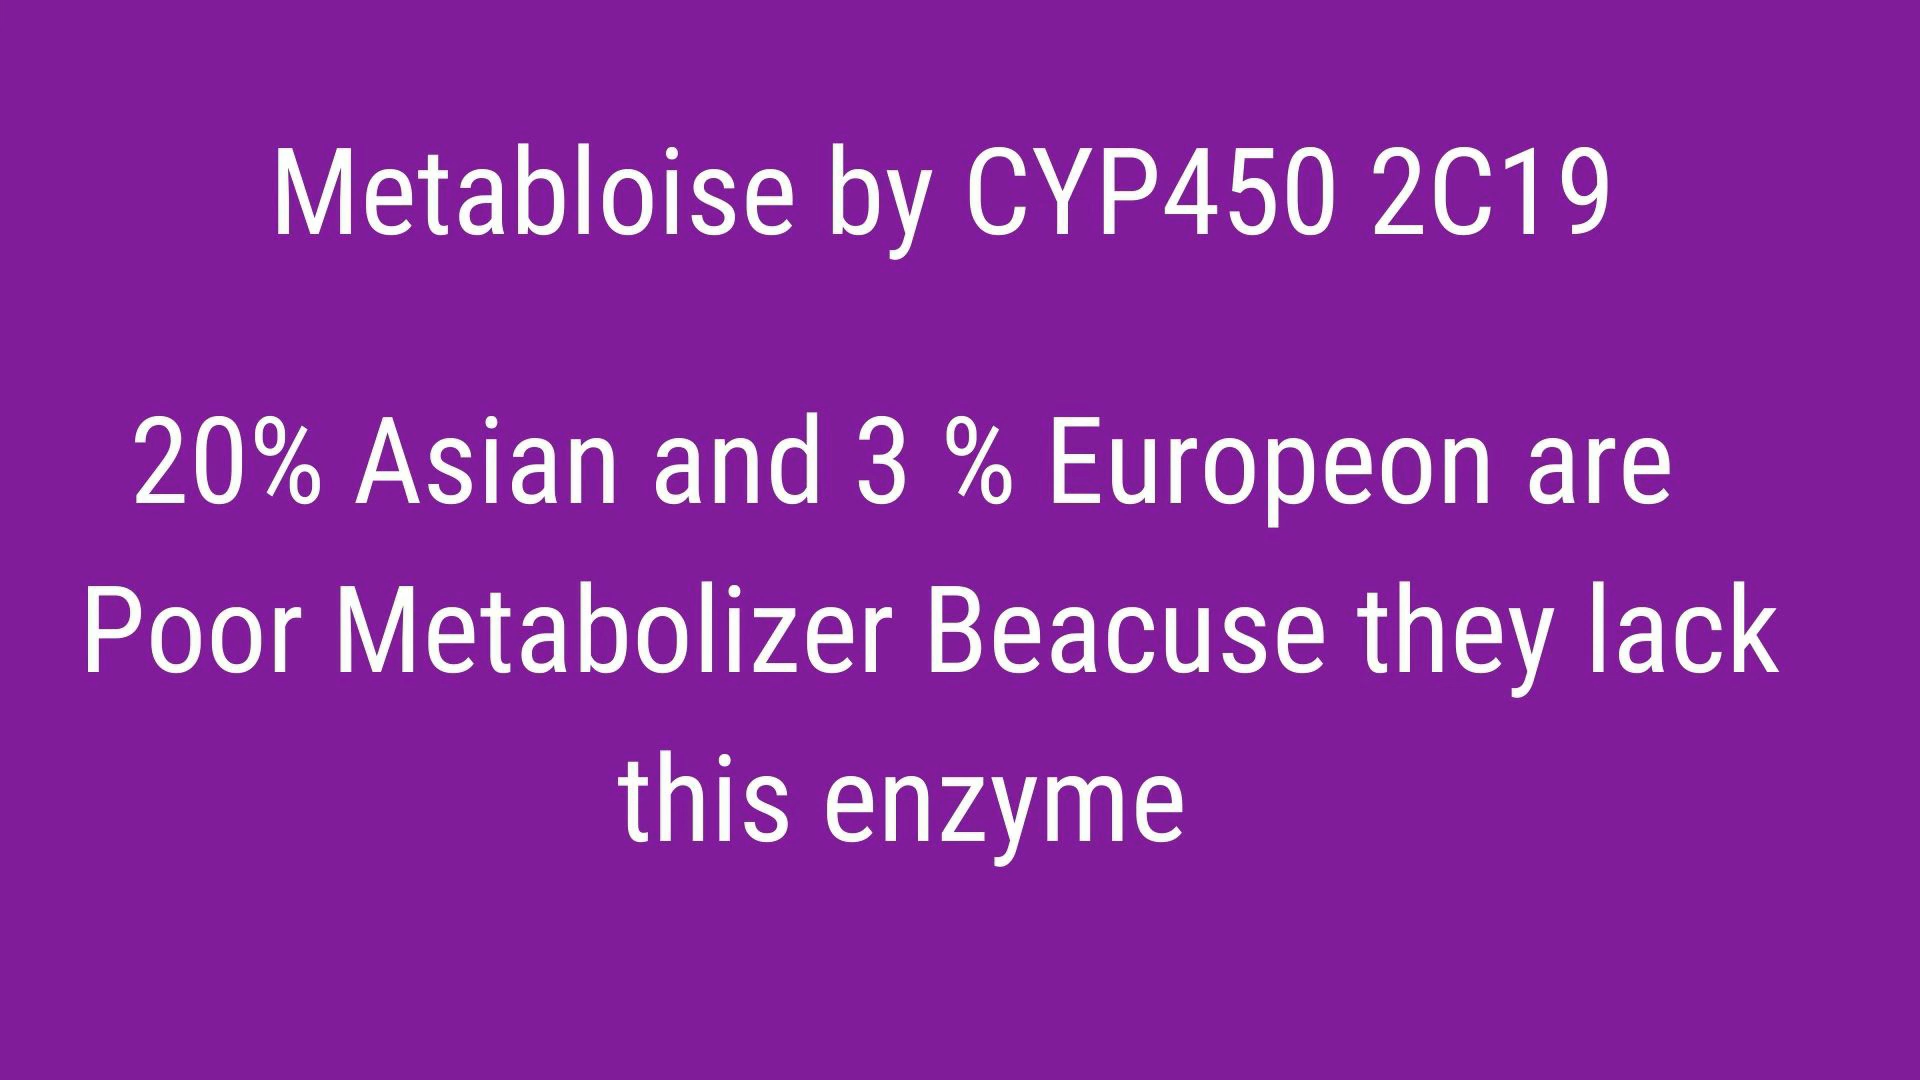 Metabloise by CYP450 2C19
20% Asian and 3 % Europeon are
Poor Metabolizer Beacuse they lack
this enzyme